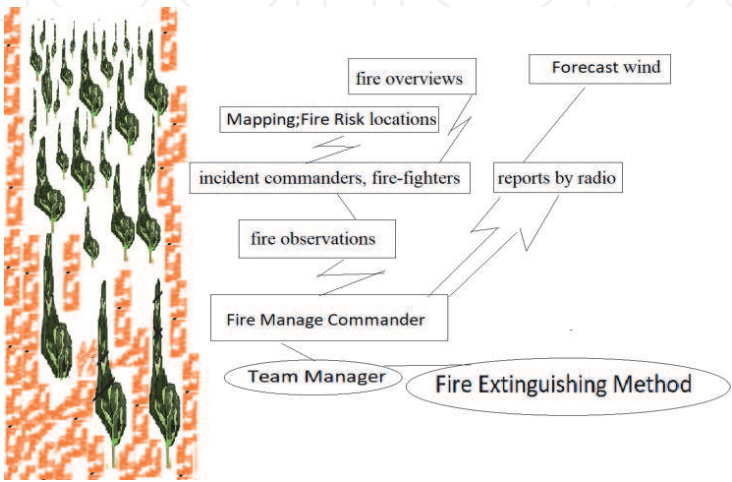 fire overviews
Forecast wind
Mapping;Fire Risk locations
incident commanders, fire-fighters
reports by radio
fire observations
Fire Manage Commander
Team Manager
Fire Extinguishing Method